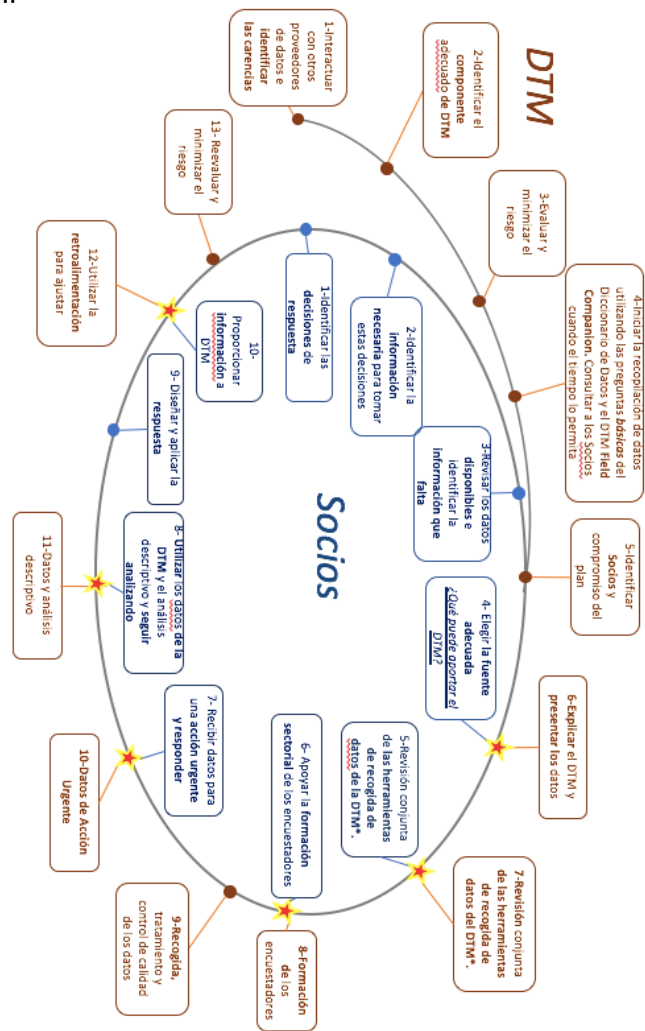 DTM
1-Interactuar
con otros
proveedores
de datos e
identificar
las carencias
2-Identificar el
componente
adecuado de DTM
3-Evaluar y
minimizar el
riesgo
4-Iniciar la recopilación de datos
utilizando las preguntas básicas del
Diccionario de Datos y el DTM Field
Companion. Consultar a los Socios
cuando el tiempo lo permita
5-Identificar
Socios y
compromiso del
plan
6-Explicar el DTM y
presentar los datos
7-Revisión conjunta
de las herramientas
de recogida de
datos del DTM*.
8-Formación
de los
encuestadores
9-Recogida,
tratamiento y
control de calidad
de los datos
10-Datos de Acción
Urgente
11-Datos y análisis
descriptivo
12-Utilizar la
retroalimentación
para ajustar
13- Reevaluar y
minimizar el
riesgo
Socios
1-Identificar las
decisiones de
respuesta
2-Identificar la
información
necesaria para tomar
estas decisiones
3-Revisar los datos
disponibles e
identificar la
información que
falta
4- Elegir la fuente
adecuada
¿Qué puede aportar el
DTM?
5-Revisión conjunta
de las herramientas
de recogida de
datos de la DTM*.
6- Apoyar la formación
sectorial de los encuestadores
7- Recibir datos para
una acción urgente
y responder
8- Utilizar los datos de la
DTM y el análisis
descriptivo y seguir
analizando
9- Diseñar y aplicar la
respuesta
10-
Proporcionar
información a
DTM